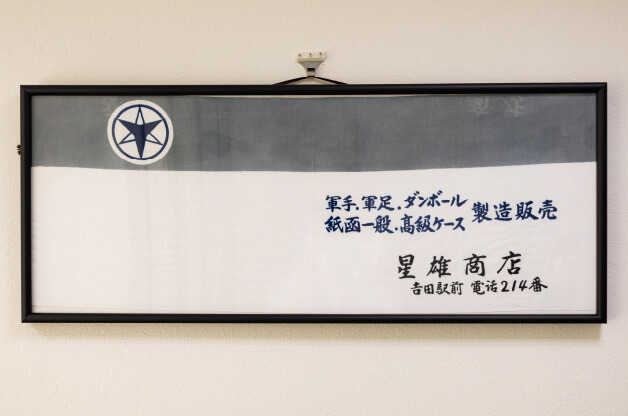 軍手.軍足.ダンボール
紙函一般.高級ケース
製造販売
星雄商店
吉田駅前 電話214番